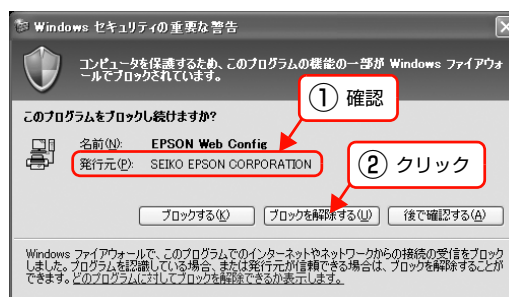 Windows セキュリティの重要な警告
コンピュータを保護するため、このプログラムの機能の一部が Windows ファイアウォ
ールでブロックされています。
① 確認
このプログラムをブロックし続けますか?
名前(N): EPSON Web Config
発行元(P): SEIKO EPSON CORPORATION
② クリック
ブロックする(K) ブロックを解除する(U) 後で確認する(A)
Windows ファイアウォールで、このプログラムでのインターネットやネットワークからの接続の受信をブロック
しました。プログラムを認識している場合、または発行元が信頼できる場合は、ブロックを解除することが
できます。どのプログラムに対してブロックを解除できるか表示します。